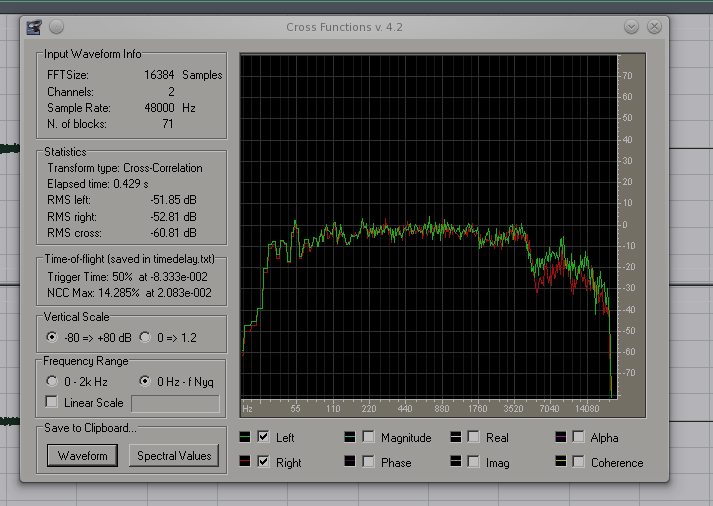 Cross Functions v. 4.2
Input Waveform Info
FFTSize: 16384 Samples
Channels: 2
Sample Rate: 48000 Hz
N. of blocks: 71
Statistics
Transform type: Cross-Correlation
Elapsed time: 0.429 s
RMS left: -51.85 dB
RMS right: -52.81 dB
RMS cross: -60.81 dB
Time-of-flight (saved in timedelay.txt)
Trigger Time: 50% at -8.333e-002
NCC Max: 14.285% at 2.083e-002
Vertical Scale
-80 => +80 dB 0 => 1.2
Frequency Range
0 - 2k Hz 0 Hz - f Nyq
Linear Scale
Save to Clipboard...
Waveform Spectral Values
70
60
50
40
30
20
10
0
-10
-20
-30
-40
-50
-60
-70
Hz 55 110 220 440 880 1760 3520 7040 14080
Left Magnitude Real Alpha
Right Phase Imag Coherence